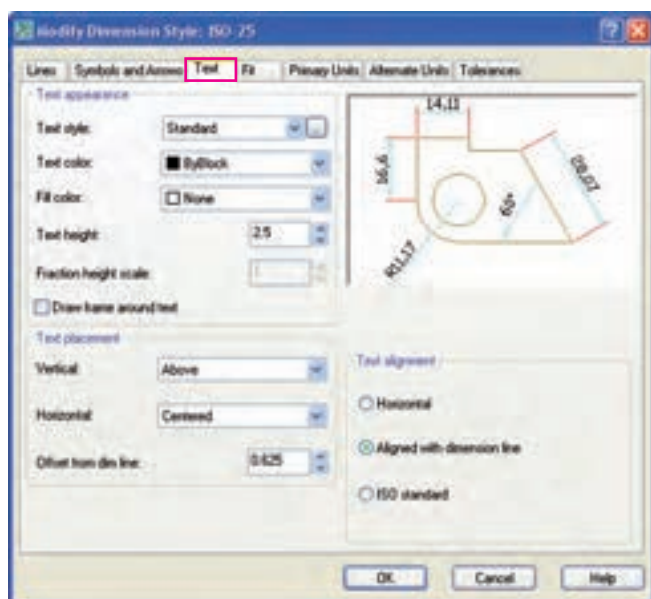 Modify Dimension Style: ISO-25
Lines Symbols and Arrows Text Fit Primary Units Alternate Units Tolerances
Text appearance
Text style: Standard ...
Text color: ByBlock
Fill color: None
Text height: 2.5
Fraction height scale: 1
Draw frame around text
Text placement
Vertical: Above
Horizontal: Centered
Offset from dim line: 0.625
14,11
16,6
28,07
60°
R11,17
Text alignment
Horizontal
Aligned with dimension line
ISO standard
OK Cancel Help